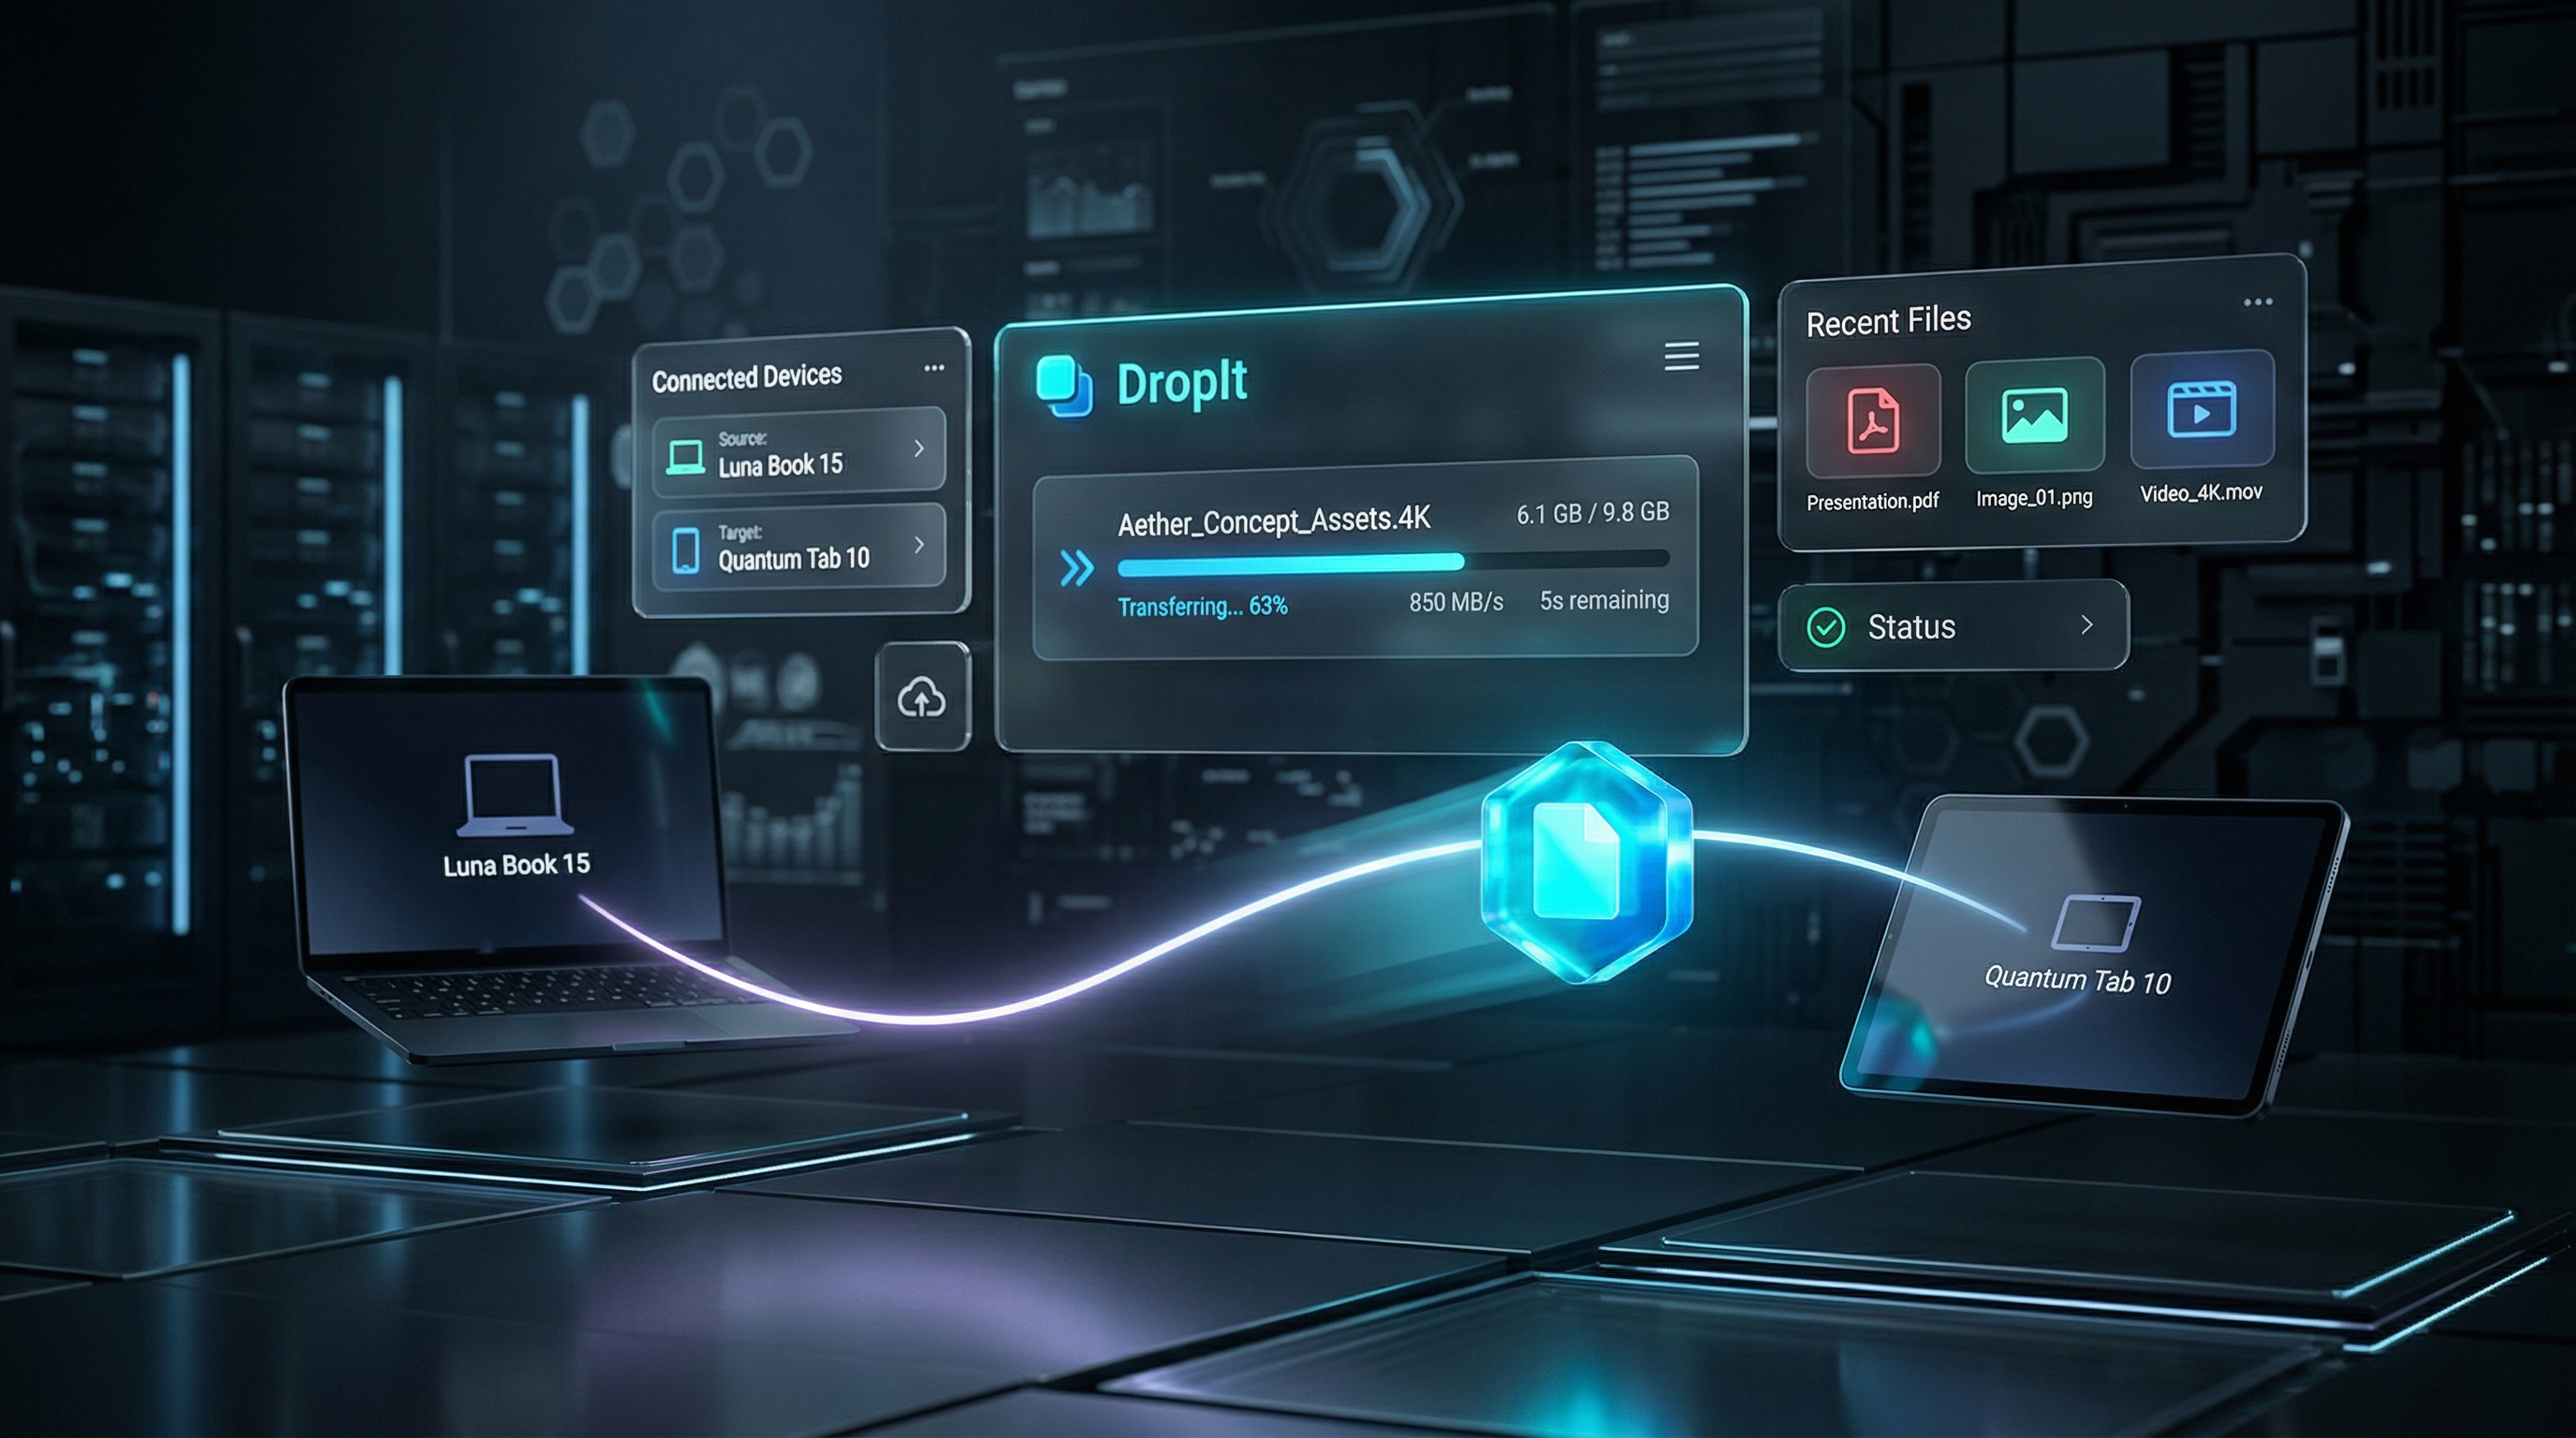 Connected Devices
Source:
Luna Book 15
Target:
Quantum Tab 10
DropIt
Aether_Concept_Assets.4K
6.1 GB / 9.8 GB
Transferring... 63%
850 MB/s
5s remaining
Recent Files
Presentation.pdf
Image_01.png
Video_4K.mov
Status
Luna Book 15
Quantum Tab 10